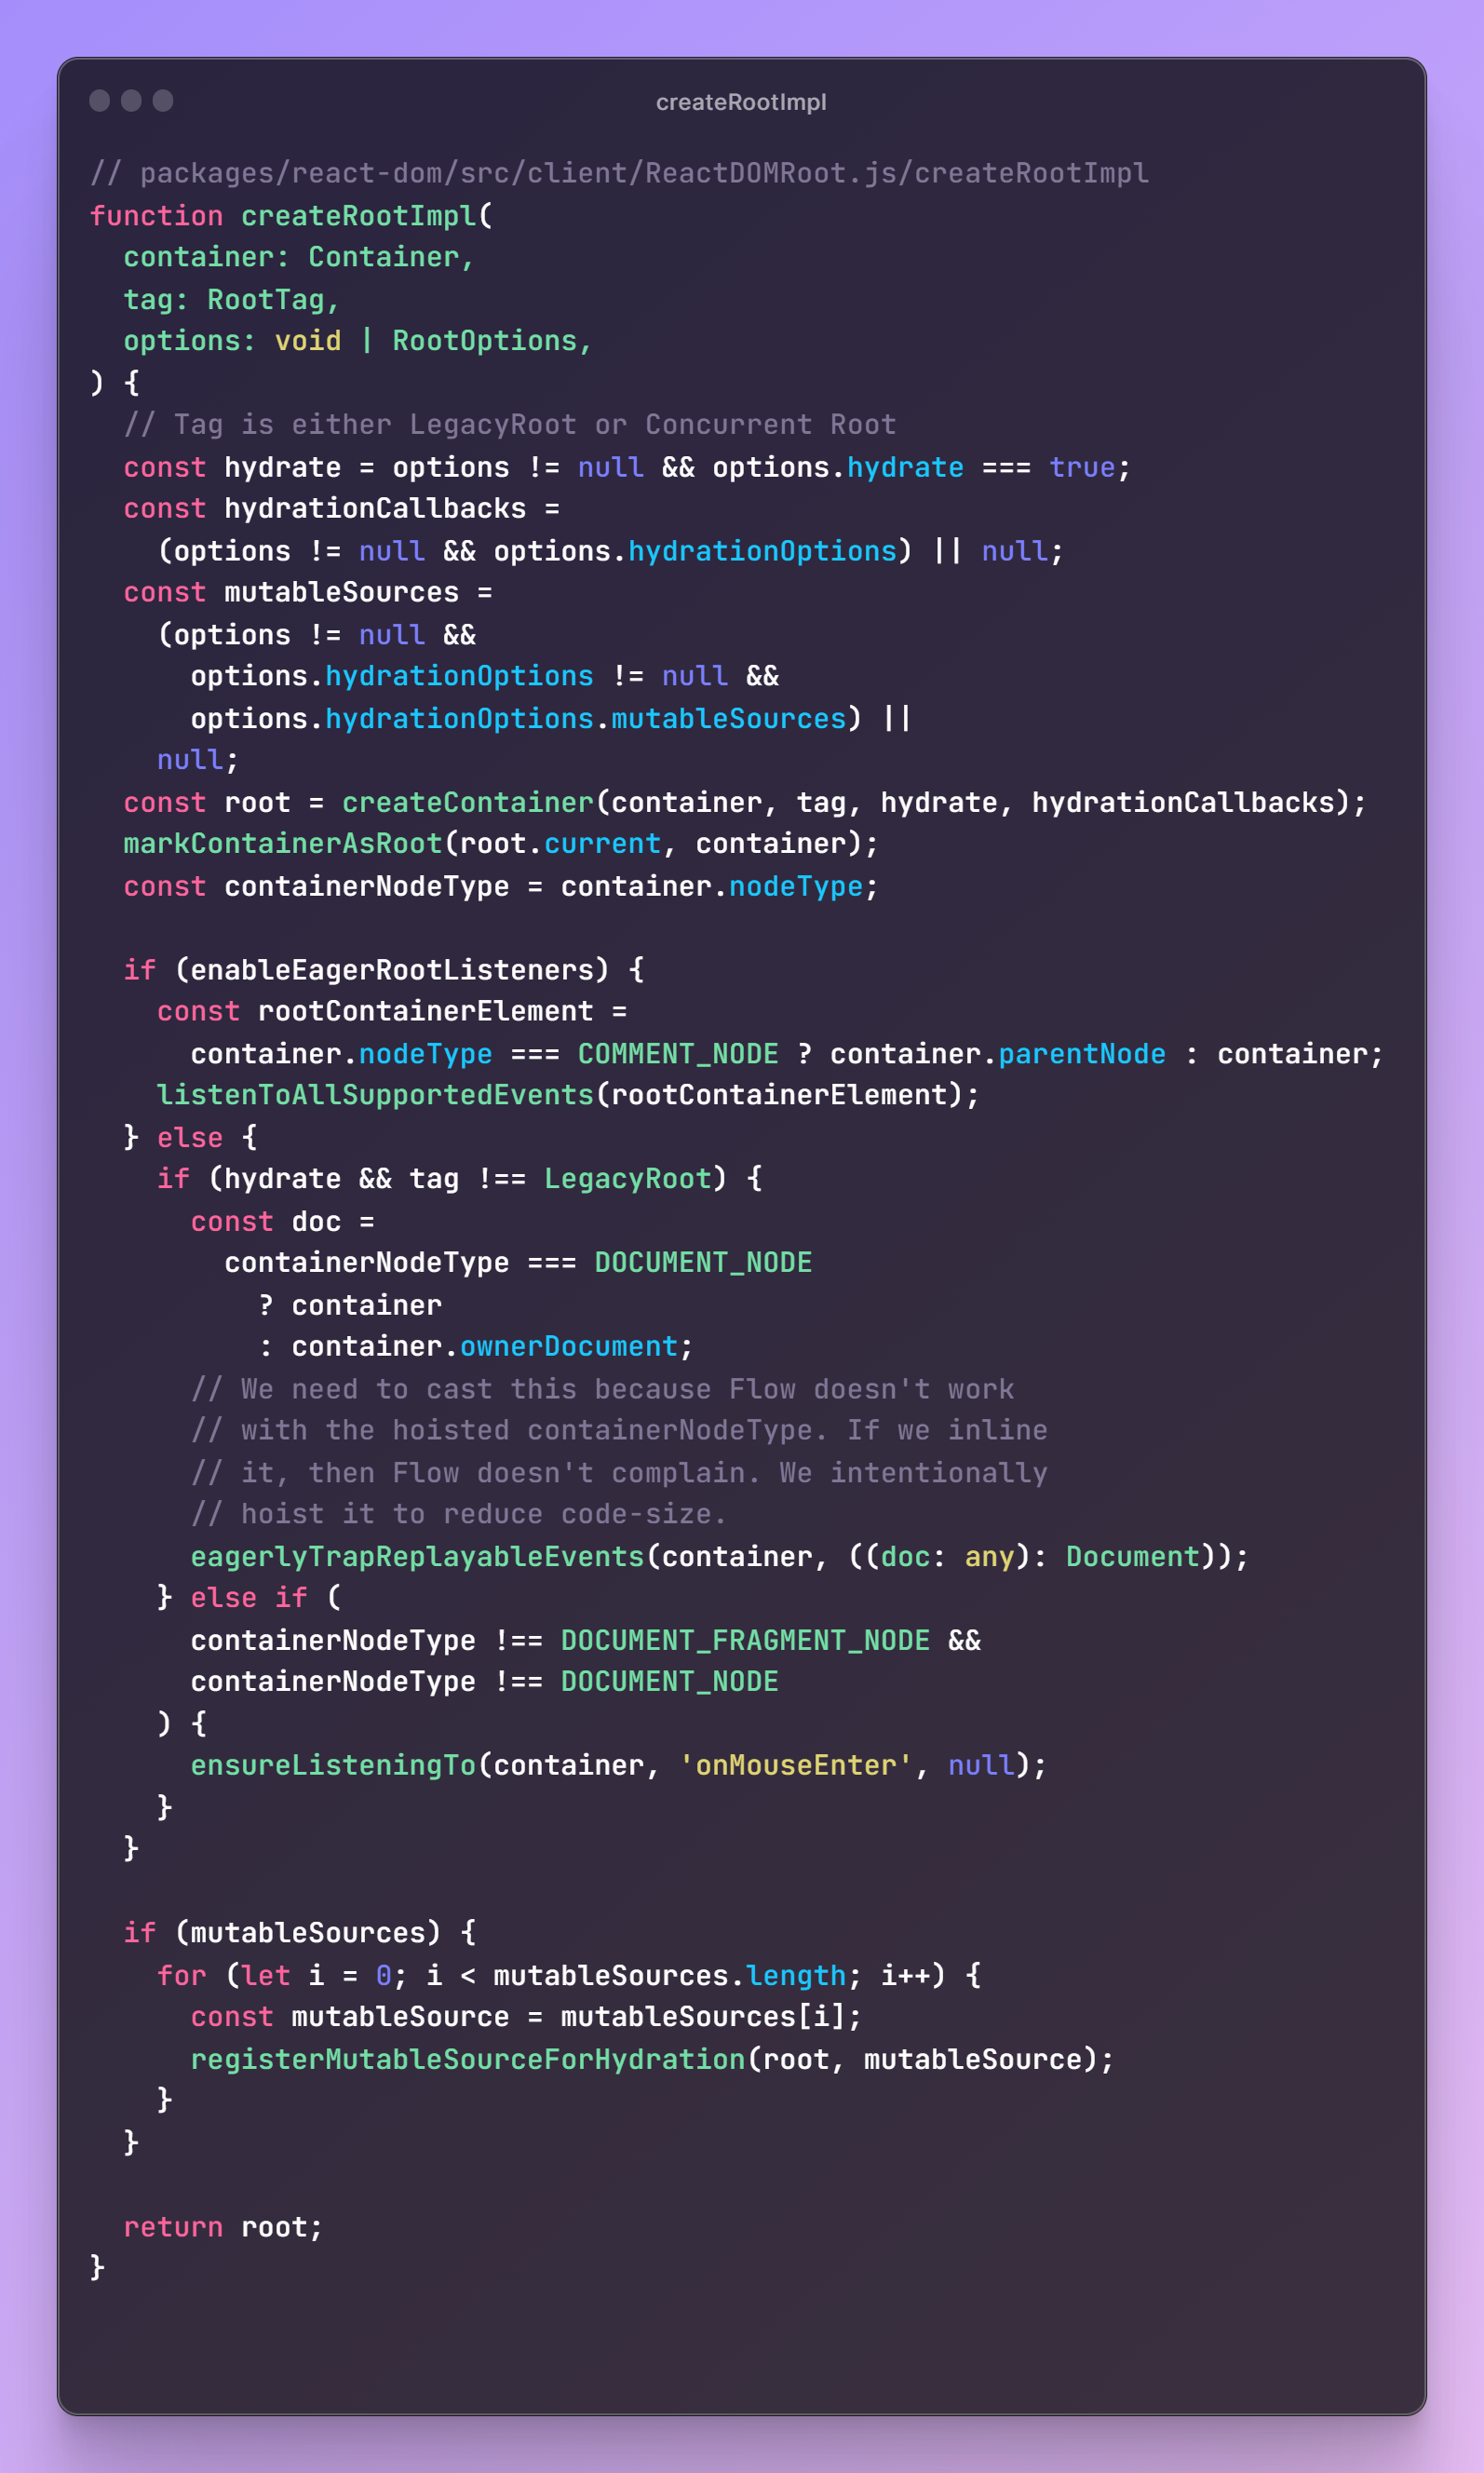 createRootImpl
// packages/react-dom/src/client/ReactDOMRoot.js/createRootImpl
function createRootImpl(
  container: Container,
  tag: RootTag,
  options: void | RootOptions,
) {
  // Tag is either LegacyRoot or Concurrent Root
  const hydrate = options != null && options.hydrate === true;
  const hydrationCallbacks =
    (options != null && options.hydrationOptions) || null;
  const mutableSources =
    (options != null &&
      options.hydrationOptions != null &&
      options.hydrationOptions.mutableSources) ||
    null;
  const root = createContainer(container, tag, hydrate, hydrationCallbacks);
  markContainerAsRoot(root.current, container);
  const containerNodeType = container.nodeType;

  if (enableEagerRootListeners) {
    const rootContainerElement =
      container.nodeType === COMMENT_NODE ? container.parentNode : container;
    listenToAllSupportedEvents(rootContainerElement);
  } else {
    if (hydrate && tag !== LegacyRoot) {
      const doc =
        containerNodeType === DOCUMENT_NODE
          ? container
          : container.ownerDocument;
      // We need to cast this because Flow doesn't work
      // with the hoisted containerNodeType. If we inline
      // it, then Flow doesn't complain. We intentionally
      // hoist it to reduce code-size.
      eagerlyTrapReplayableEvents(container, ((doc: any): Document));
    } else if (
      containerNodeType !== DOCUMENT_FRAGMENT_NODE &&
      containerNodeType !== DOCUMENT_NODE
    ) {
      ensureListeningTo(container, 'onMouseEnter', null);
    }
  }

  if (mutableSources) {
    for (let i = 0; i < mutableSources.length; i++) {
      const mutableSource = mutableSources[i];
      registerMutableSourceForHydration(root, mutableSource);
    }
  }

  return root;
}